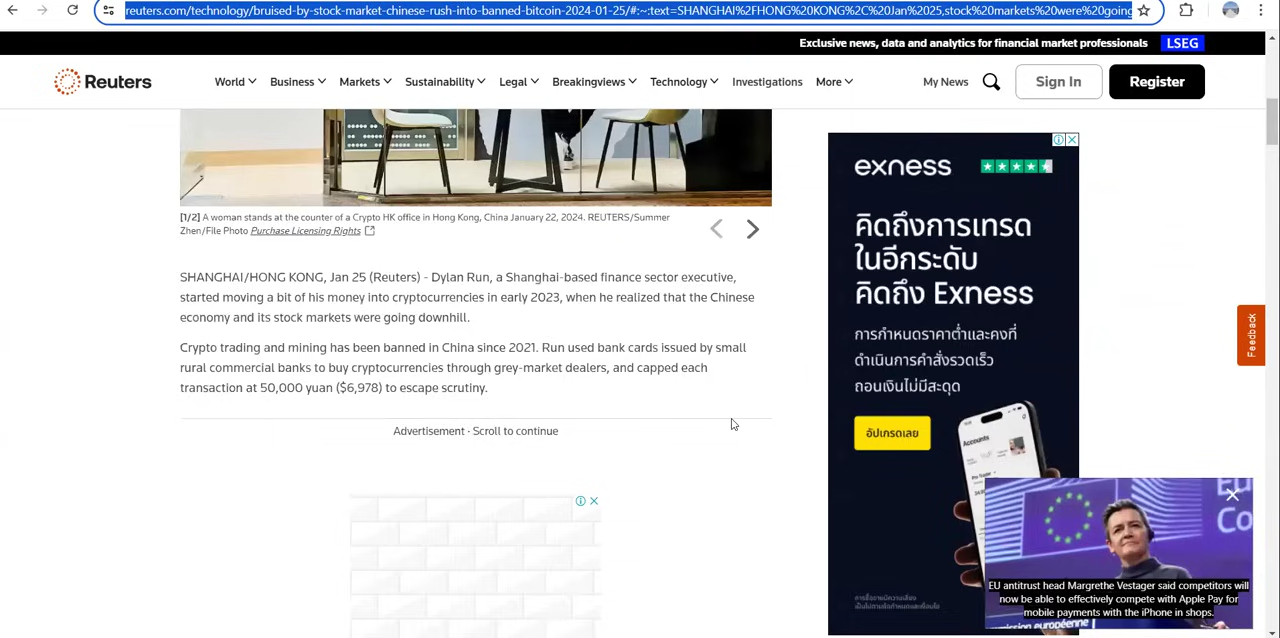 reuters.com/technology/bruised-by-stock-market-chinese-rush-into-banned-bitcoin-2024-01-25/#:~:text=SHANGHAI%2FHONG%20KONG%2C%20Jan%2025,stock%20markets%20were%20going
Exclusive news, data and analytics for financial market professionals LSEG
Reuters World Business Markets Sustainability Legal Breakingviews Technology Investigations More My News Sign In Register
[1/2] A woman stands at the counter of a Crypto HK office in Hong Kong, China January 22, 2024. REUTERS/Summer
Zhen/File Photo Purchase Licensing Rights
SHANGHAI/HONG KONG, Jan 25 (Reuters) - Dylan Run, a Shanghai-based finance sector executive,
started moving a bit of his money into cryptocurrencies in early 2023, when he realized that the Chinese
economy and its stock markets were going downhill.
Crypto trading and mining has been banned in China since 2021. Run used bank cards issued by small
rural commercial banks to buy cryptocurrencies through grey-market dealers, and capped each
transaction at 50,000 yuan ($6,978) to escape scrutiny.
Advertisement · Scroll to continue
exness
คิดถึงการเทรด
ในอีกระดับ
คิดถึง Exness
การกำหนดราคาต่ำและคงที่
ดำเนินการคำสั่งรวดเร็ว
ถอนเงินไม่มีสะดุด
อัปเกรดเลย
Accounts
Feedback
EU antitrust head Margrethe Vestager said competitors will
now be able to effectively compete with Apple Pay for
mobile payments with the iPhone in shops.